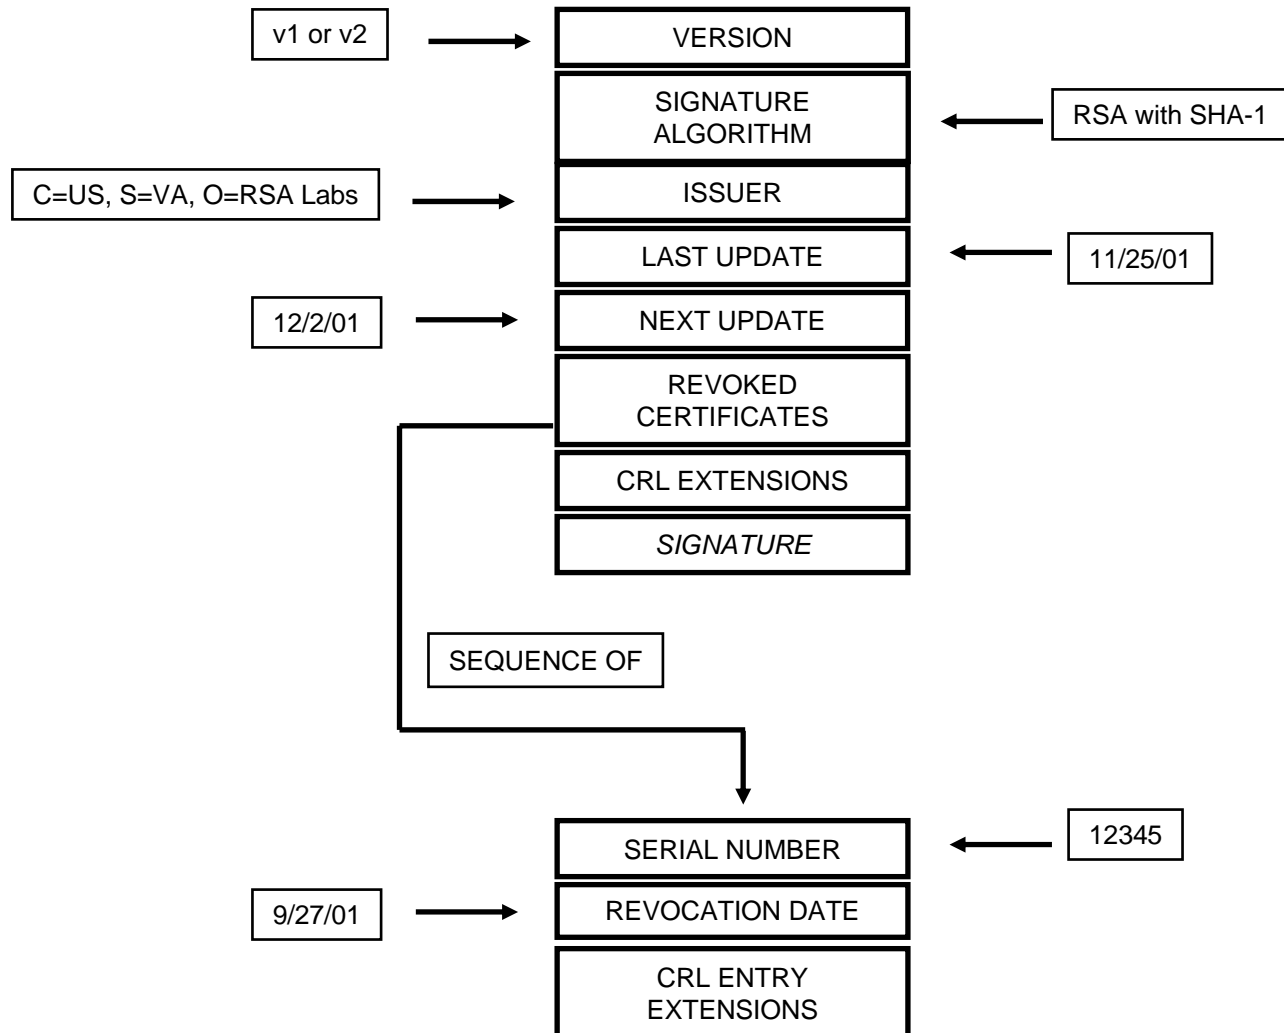 v1 or v2
VERSION
SIGNATURE
ALGORITHM
RSA with SHA-1
C=US, S=VA, O=RSA Labs
ISSUER
LAST UPDATE
11/25/01
12/2/01
NEXT UPDATE
REVOKED
CERTIFICATES
CRL EXTENSIONS
SIGNATURE
SEQUENCE OF
SERIAL NUMBER
12345
9/27/01
REVOCATION DATE
CRL ENTRY
EXTENSIONS